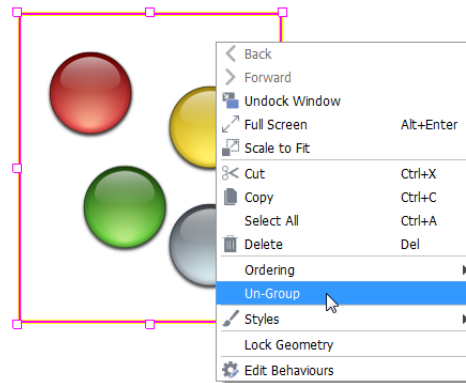 Back
Forward
Undock Window
Full Screen Alt+Enter
Scale to Fit
Cut Ctrl+X
Copy Ctrl+C
Select All Ctrl+A
Delete Del
Ordering
Un-Group
Styles
Lock Geometry
Edit Behaviours